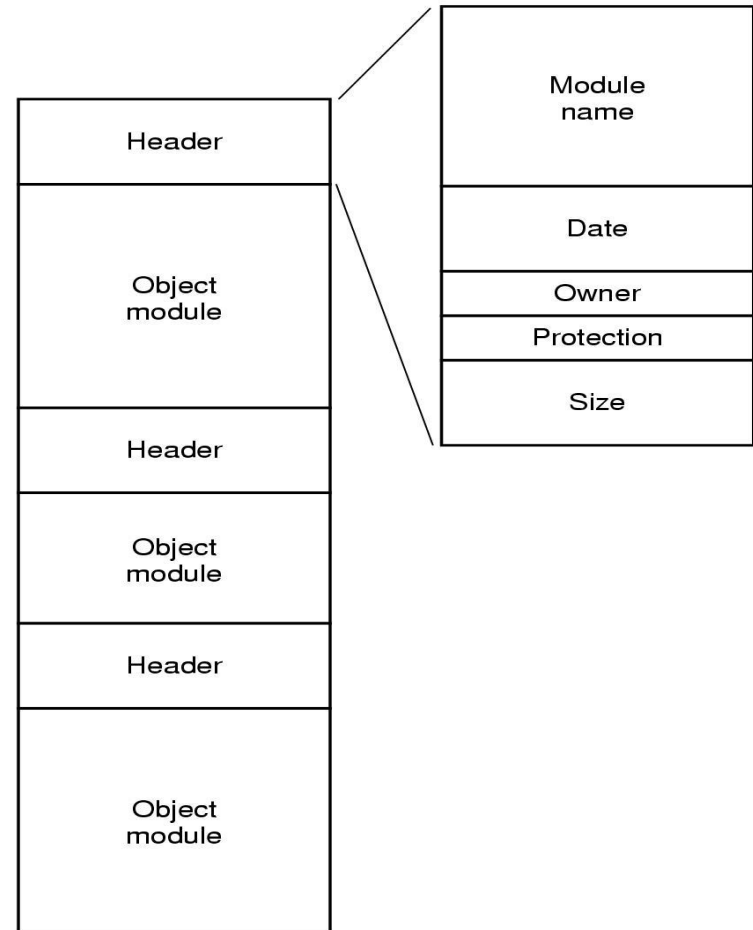 Header
Object
module
Header
Object
module
Header
Object
module
Module
name
Date
Owner
Protection
Size